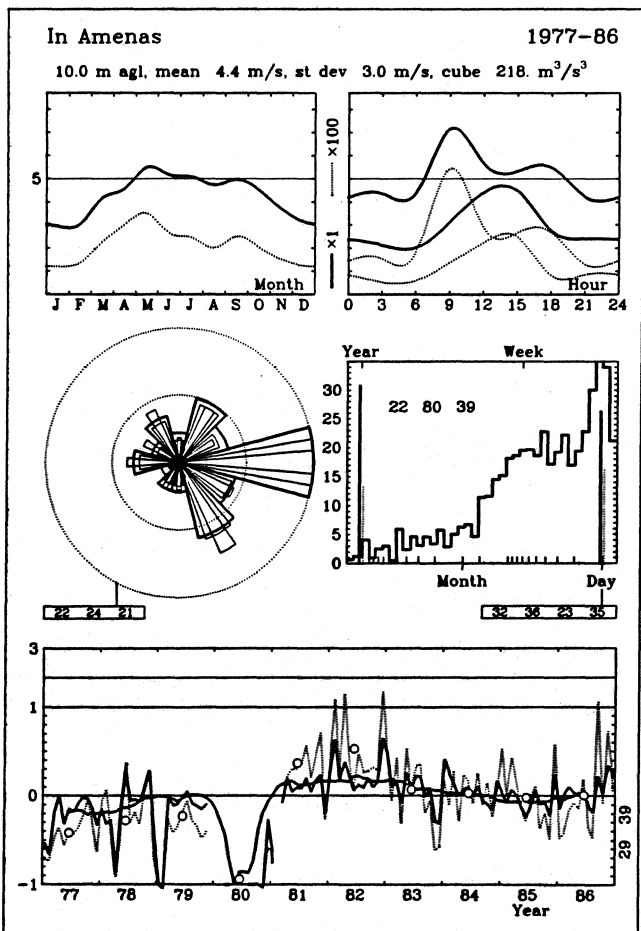 In Amenas 1977-86
10.0 m agl, mean 4.4 m/s, st dev 3.0 m/s, cube 218. m³/s³
5
×1 ×100
Month
J F M A M J J A S O N D
Hour
0 3 6 9 12 15 18 21 24
Year Week
30
25
20
15
10
5
0
22 80 39
Month Day
22 24 21
32 36 23 35
3
1
0
-1
29 39
77 78 79 80 81 82 83 84 85 86
Year